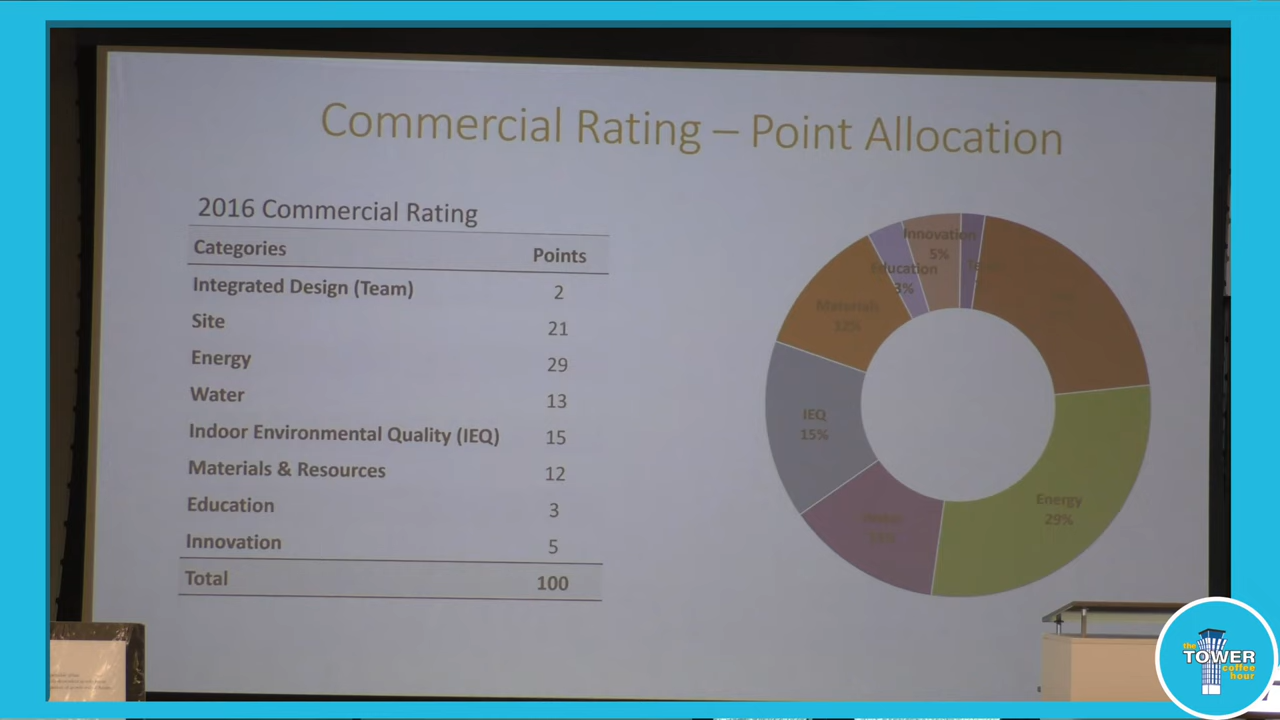 Commercial Rating – Point Allocation
2016 Commercial Rating
Categories Points
Integrated Design (Team) 2
Site 21
Energy 29
Water 13
Indoor Environmental Quality (IEQ) 15
Materials & Resources 12
Education 3
Innovation 5
Total 100
Innovation
5%
Education
3%
Materials
12%
IEQ
15%
Energy
29%
the
TOWER
coffee
hour